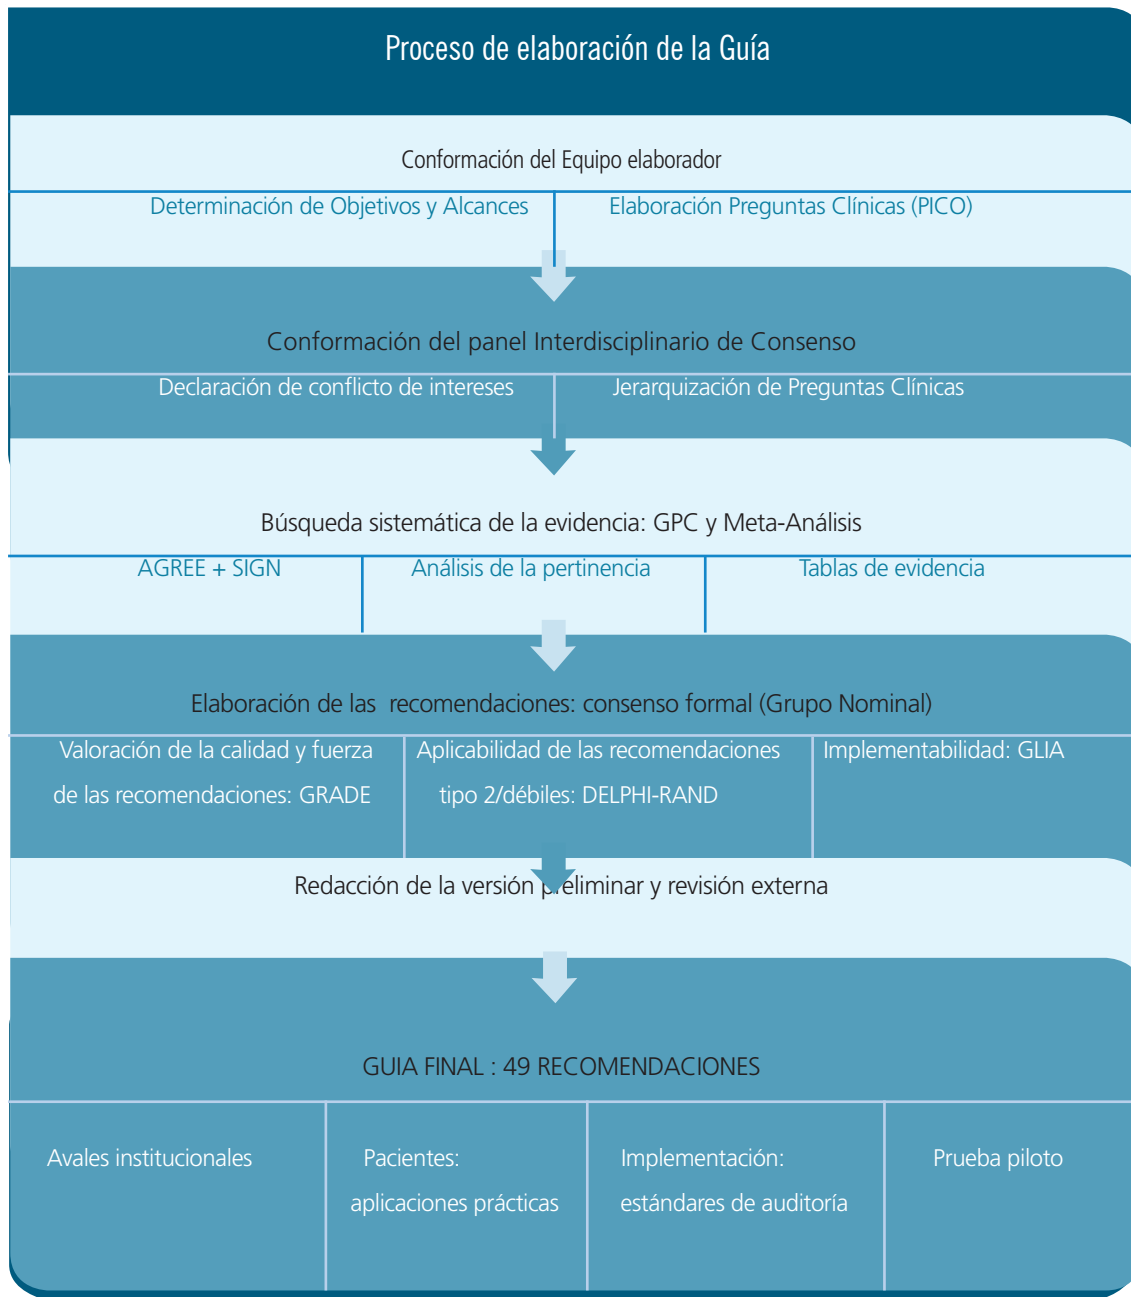 Proceso de elaboración de la Guía
Conformación del Equipo elaborador
Determinación de Objetivos y Alcances
Elaboración Preguntas Clínicas (PICO)
Conformación del panel Interdisciplinario de Consenso
Declaración de conflicto de intereses
Jerarquización de Preguntas Clínicas
Búsqueda sistemática de la evidencia: GPC y Meta-Análisis
AGREE + SIGN
Análisis de la pertinencia
Tablas de evidencia
Elaboración de las recomendaciones: consenso formal (Grupo Nominal)
Valoración de la calidad y fuerza
de las recomendaciones: GRADE
Aplicabilidad de las recomendaciones
tipo 2/débiles: DELPHI-RAND
Implementabilidad: GLIA
Redacción de la versión preliminar y revisión externa
GUIA FINAL : 49 RECOMENDACIONES
Avales institucionales
Pacientes:
aplicaciones prácticas
Implementación:
estándares de auditoría
Prueba piloto